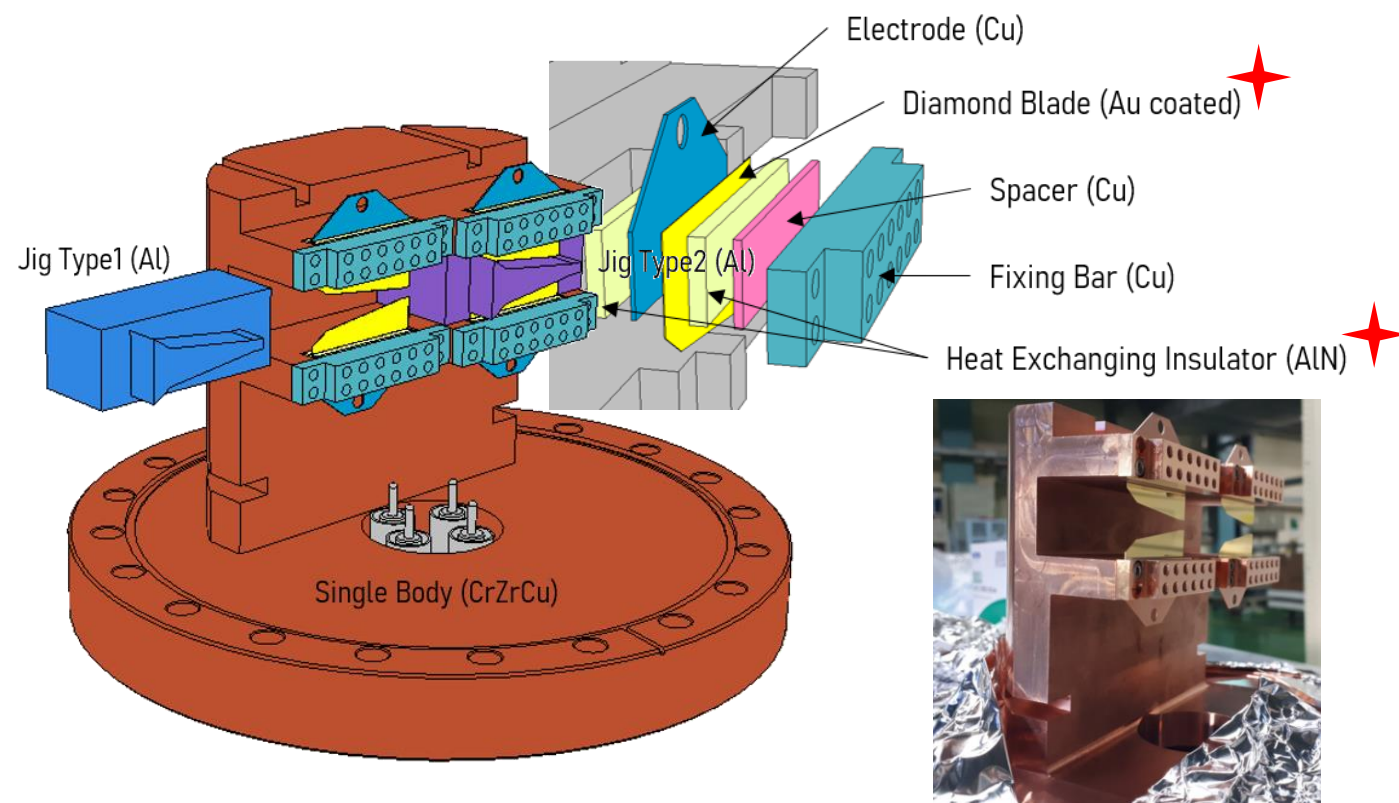 Electrode (Cu)
Diamond Blade (Au coated)
Spacer (Cu)
Jig Type1 (Al)
Jig Type2 (Al)
Fixing Bar (Cu)
Heat Exchanging Insulator (AlN)
Single Body (CrZrCu)